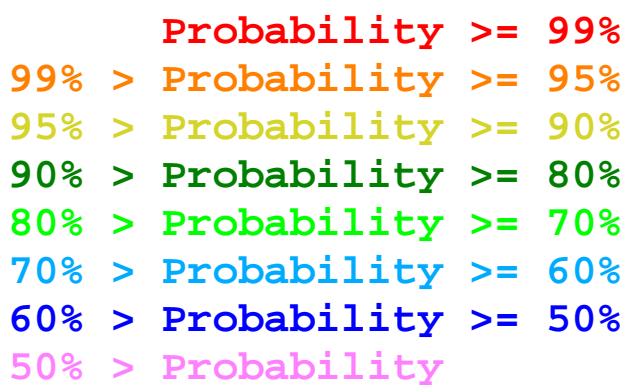 Probability >= 99%
99% > Probability >= 95%
95% > Probability >= 90%
90% > Probability >= 80%
80% > Probability >= 70%
70% > Probability >= 60%
60% > Probability >= 50%
50% > Probability